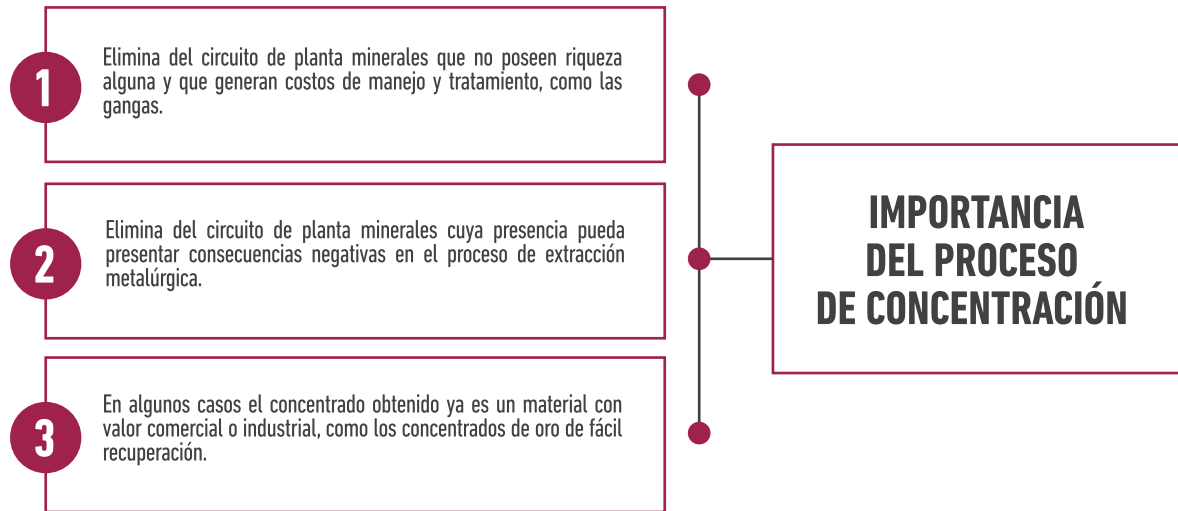 1
Elimina del circuito de planta minerales que no poseen riqueza
alguna y que generan costos de manejo y tratamiento, como las
gangas.
2
Elimina del circuito de planta minerales cuya presencia pueda
presentar consecuencias negativas en el proceso de extracción
metalúrgica.
3
En algunos casos el concentrado obtenido ya es un material con
valor comercial o industrial, como los concentrados de oro de fácil
recuperación.
IMPORTANCIA
DEL PROCESO
DE CONCENTRACIÓN